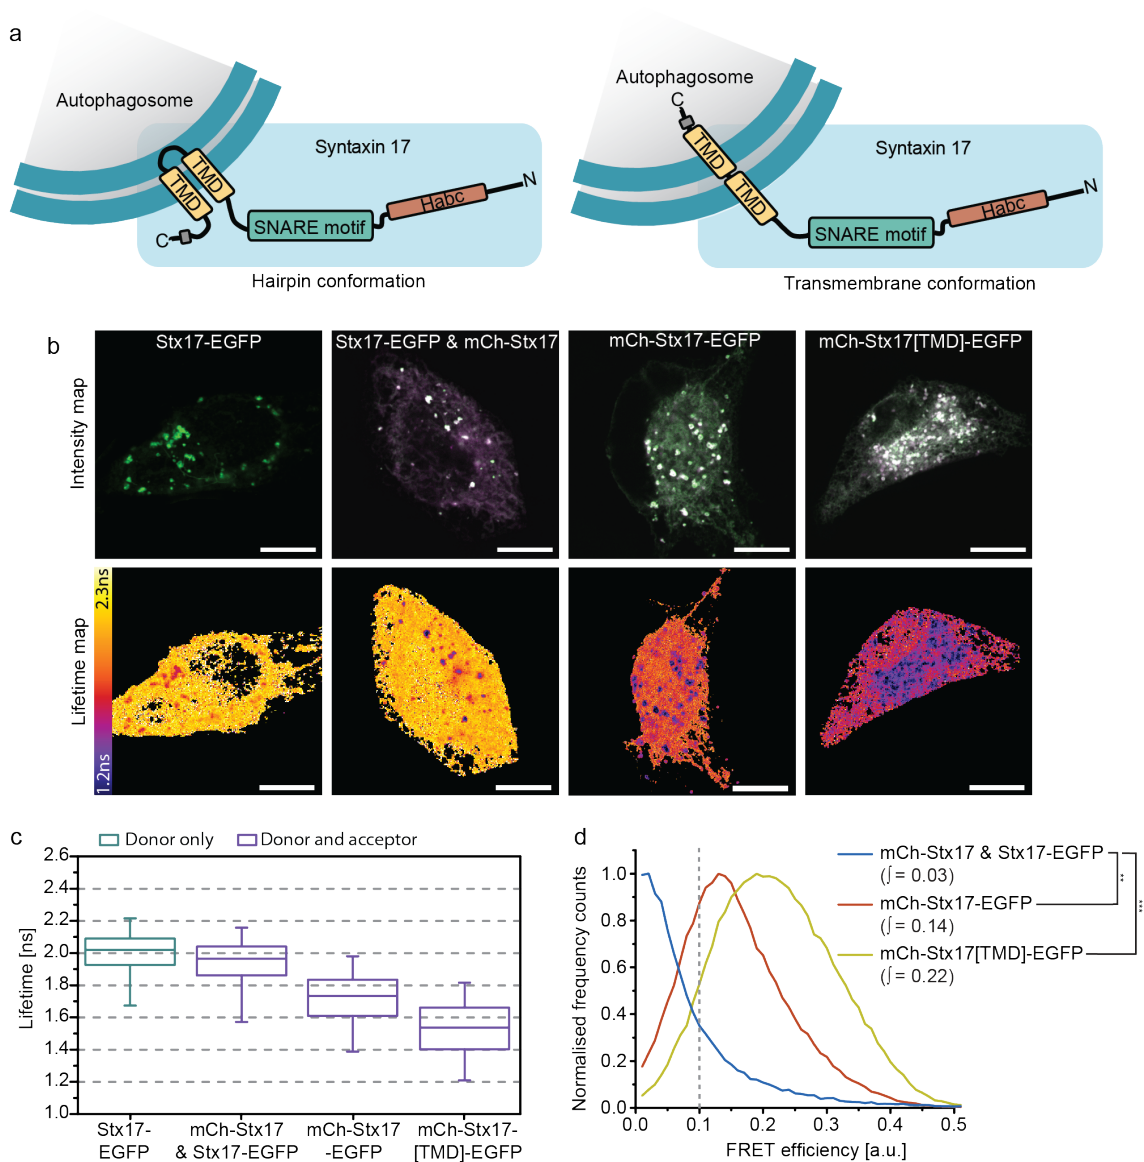 a
Autophagosome
Syntaxin 17
TMD
TMD
C
SNARE motif
Habc
N
Hairpin conformation
Autophagosome
C
Syntaxin 17
TMD
TMD
SNARE motif
Habc
N
Transmembrane conformation
b
Stx17-EGFP
Stx17-EGFP & mCh-Stx17
mCh-Stx17-EGFP
mCh-Stx17[TMD]-EGFP
Intensity map
Lifetime map
2.3ns
1.2ns
c
Donor only
Donor and acceptor
Lifetime [ns]
2.6
2.4
2.2
2.0
1.8
1.6
1.4
1.2
1.0
Stx17-
EGFP
mCh-Stx17
& Stx17-EGFP
mCh-Stx17
-EGFP
mCh-Stx17-
[TMD]-EGFP
d
mCh-Stx17 & Stx17-EGFP
(∫ = 0.03)
mCh-Stx17-EGFP
(∫ = 0.14)
mCh-Stx17[TMD]-EGFP
(∫ = 0.22)
**
***
Normalised frequency counts
1.0
0.8
0.6
0.4
0.2
0.0
0.0
0.1
0.2
0.3
0.4
0.5
FRET efficiency [a.u.]